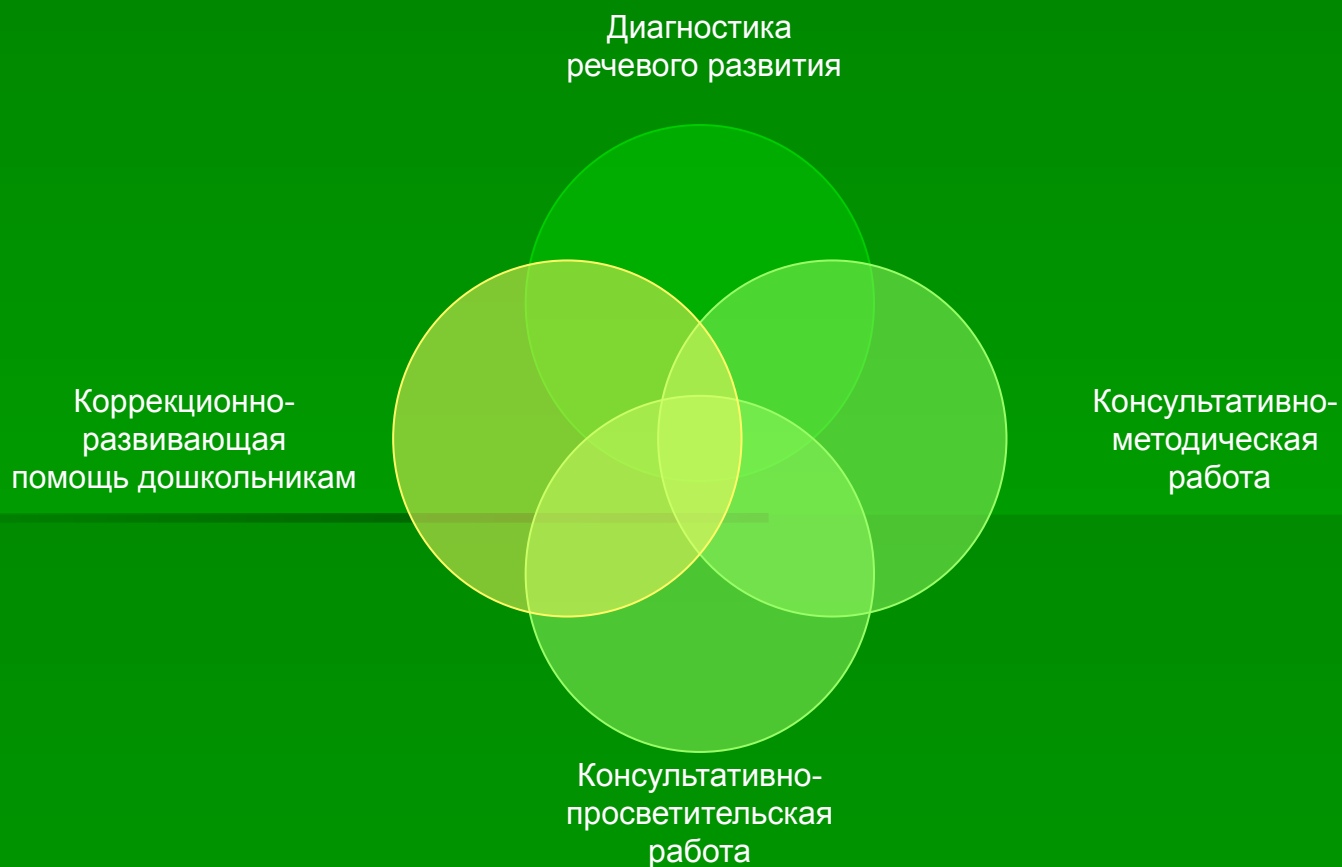 Диагностика
речевого развития
Коррекционно-
развивающая
помощь дошкольникам
Консультативно-
методическая
работа
Консультативно-
просветительская
работа